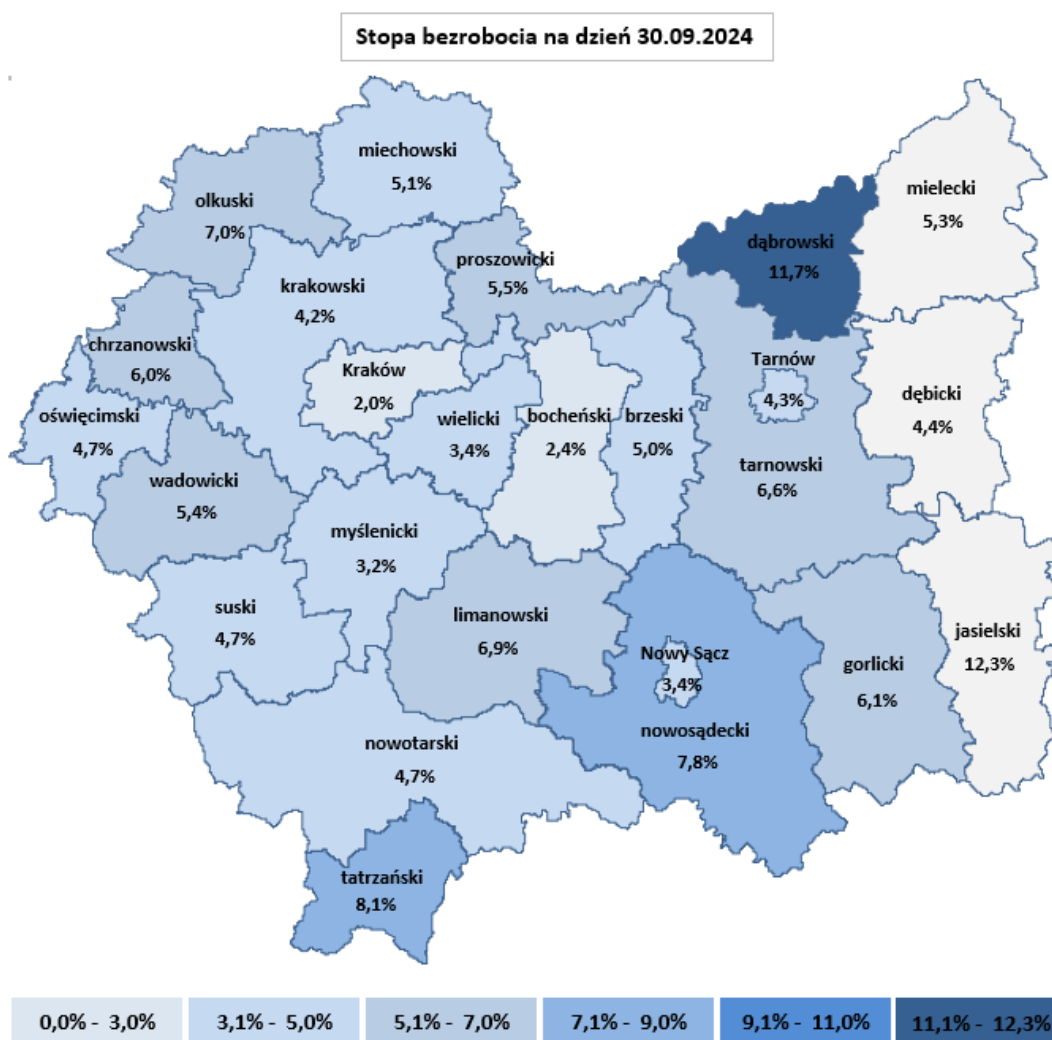 Stopa bezrobocia na dzień 30.09.2024
miechowski
5,1%
olkuski
7,0%
mielecki
5,3%
dąbrowski
11,7%
proszowicki
5,5%
krakowski
4,2%
chrzanowski
6,0%
Kraków
2,0%
Tarnów
4,3%
dębicki
4,4%
oświęcimski
4,7%
wielicki
3,4%
bocheński
2,4%
brzeski
5,0%
tarnowski
6,6%
wadowicki
5,4%
myślenicki
3,2%
suski
4,7%
limanowski
6,9%
Nowy Sącz
3,4%
gorlicki
6,1%
jasielski
12,3%
nowosądecki
7,8%
nowotarski
4,7%
tatrzański
8,1%
0,0% - 3,0%
3,1% - 5,0%
5,1% - 7,0%
7,1% - 9,0%
9,1% - 11,0%
11,1% - 12,3%